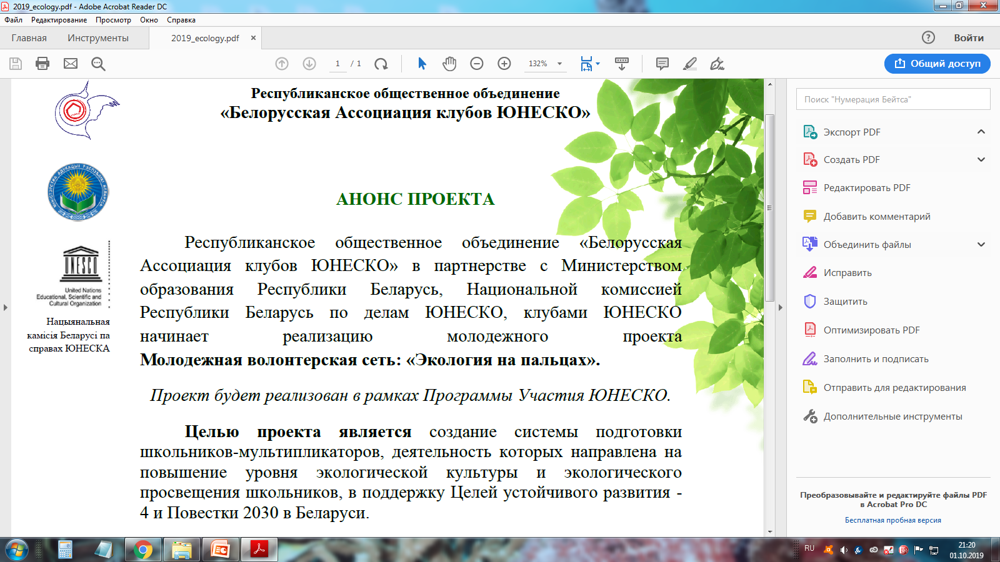 2019_ecology.pdf - Adobe Acrobat Reader DC
Файл Редактирование Просмотр Окно Справка
Главная Инструменты 2019_ecology.pdf × Войти
1 / 1 132% Общий доступ
Республиканское общественное объединение
«Белорусская Ассоциация клубов ЮНЕСКО»
МІНІСТЭРСТВА АДУКАЦЫІ РЭСПУБЛІКІ БЕЛАРУСЬ
UNESCO
United Nations
Educational, Scientific and
Cultural Organization
Нацыянальная
камісія Беларусі па
справах ЮНЕСКА
АНОНС ПРОЕКТА
Республиканское общественное объединение «Белорусская
Ассоциация клубов ЮНЕСКО» в партнерстве с Министерством
образования Республики Беларусь, Национальной комиссией
Республики Беларусь по делам ЮНЕСКО, клубами ЮНЕСКО
начинает реализацию молодежного проекта
Молодежная волонтерская сеть: «Экология на пальцах».
Проект будет реализован в рамках Программы Участия ЮНЕСКО.
Целью проекта является создание системы подготовки
школьников-мультипликаторов, деятельность которых направлена на
повышение уровня экологической культуры и экологического
просвещения школьников, в поддержку Целей устойчивого развития -
4 и Повестки 2030 в Беларуси.
Поиск "Нумерация Бейтса"
Экспорт PDF
Создать PDF
Редактировать PDF
Добавить комментарий
Объединить файлы
Исправить
Защитить
Оптимизировать PDF
Заполнить и подписать
Отправить для редактирования
Дополнительные инструменты
Преобразовывайте и редактируйте файлы PDF
в Acrobat Pro DC
Бесплатная пробная версия
RU 21:20
01.10.2019